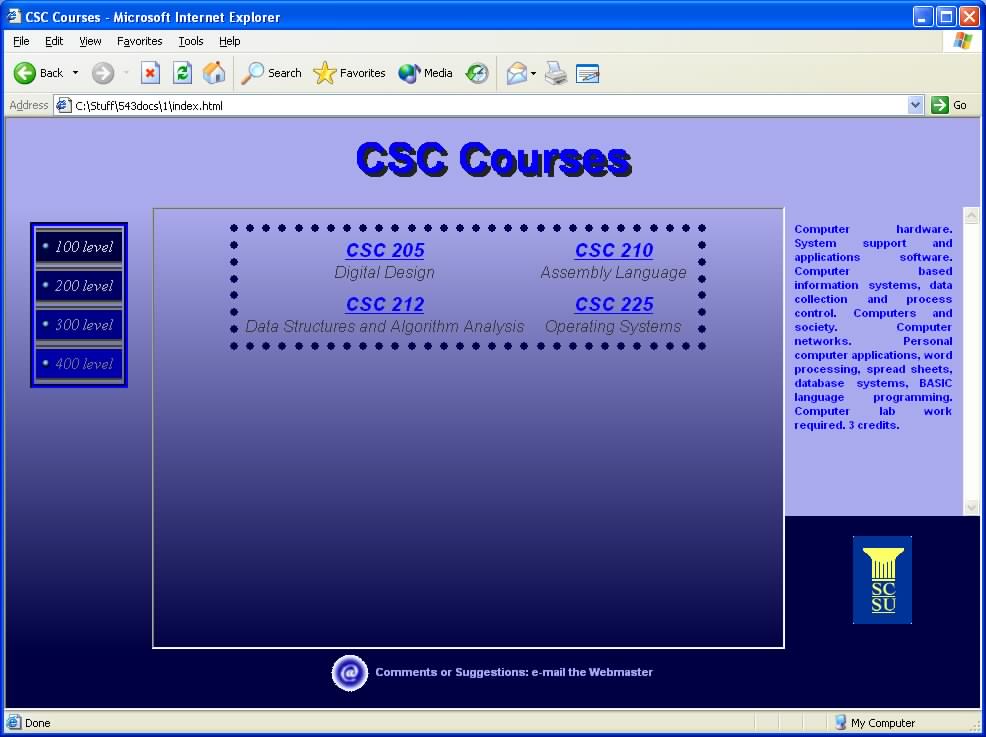 CSC Courses - Microsoft Internet Explorer
File Edit View Favorites Tools Help
Back Search Favorites Media
Address C:\Stuff\543docs\1\index.html Go
CSC Courses
100 level
200 level
300 level
400 level
CSC 205 CSC 210
Digital Design Assembly Language
CSC 212 CSC 225
Data Structures and Algorithm Analysis Operating Systems
Computer hardware.
System support and
applications software.
Computer based
information systems, data
collection and process
control. Computers and
society. Computer
networks. Personal
computer applications, word
processing, spread sheets,
database systems, BASIC
language programming.
Computer lab work
required. 3 credits.
SC
SU
@ Comments or Suggestions: e-mail the Webmaster
Done My Computer